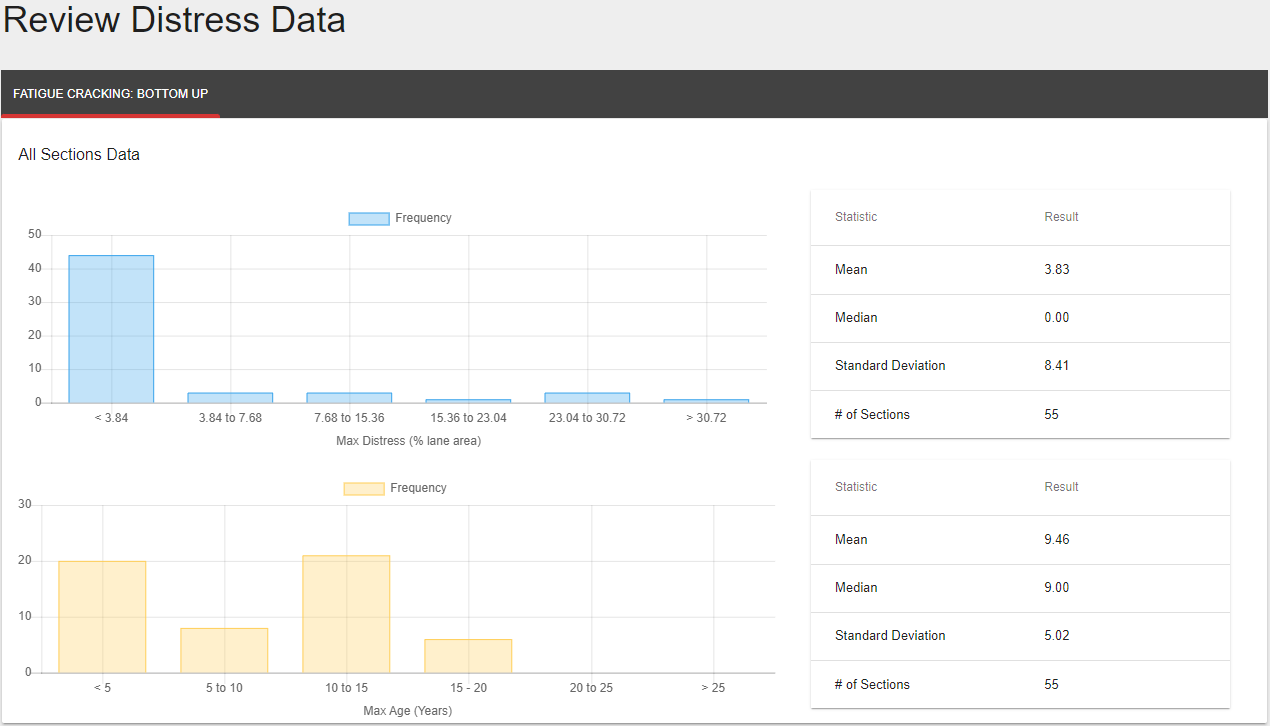 Review Distress Data
FATIGUE CRACKING: BOTTOM UP
All Sections Data
Frequency
50
40
30
20
10
0
< 3.84 3.84 to 7.68 7.68 to 15.36 15.36 to 23.04 23.04 to 30.72 > 30.72
Max Distress (% lane area)
Statistic Result
Mean 3.83
Median 0.00
Standard Deviation 8.41
# of Sections 55
Frequency
30
20
10
0
< 5 5 to 10 10 to 15 15 - 20 20 to 25 > 25
Max Age (Years)
Statistic Result
Mean 9.46
Median 9.00
Standard Deviation 5.02
# of Sections 55